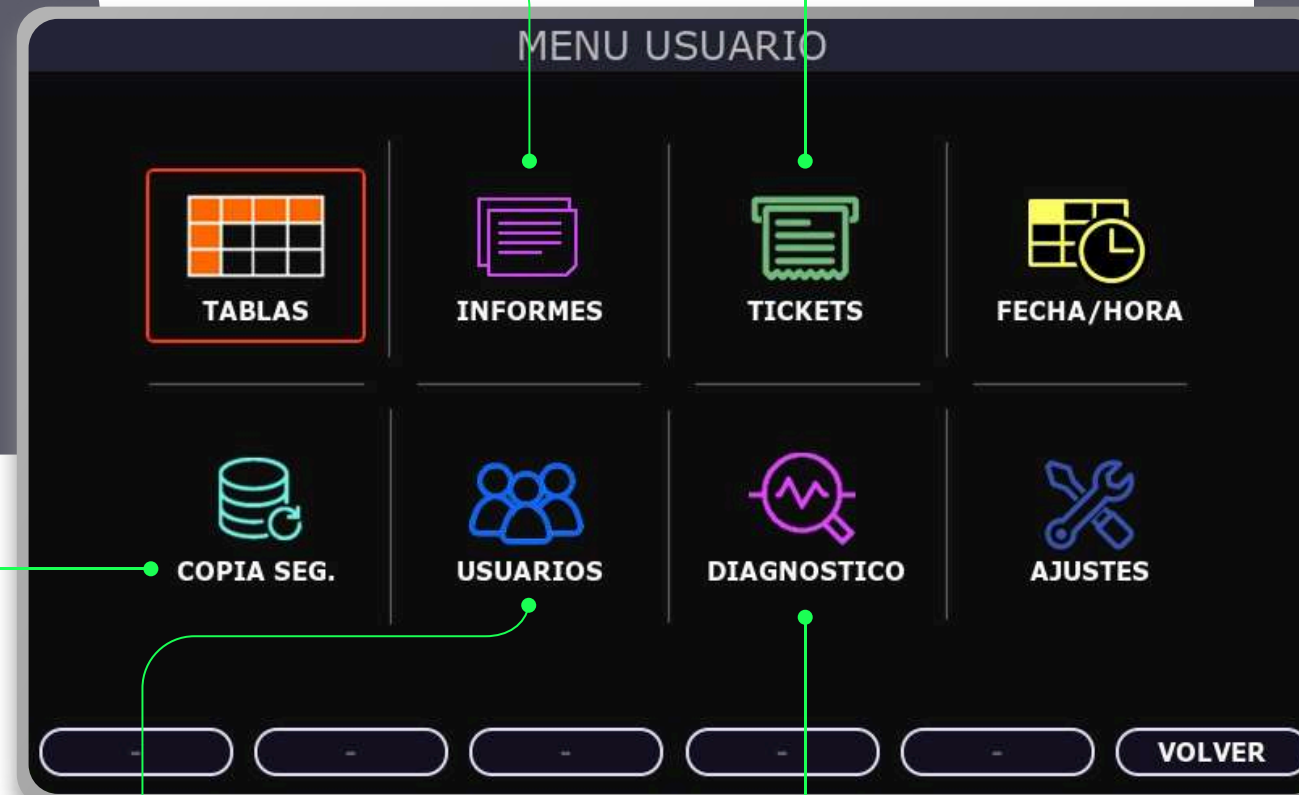 MENU USUARIO
TABLAS
INFORMES
TICKETS
FECHA/HORA
COPIA SEG.
USUARIOS
DIAGNOSTICO
AJUSTES
- - - - - VOLVER